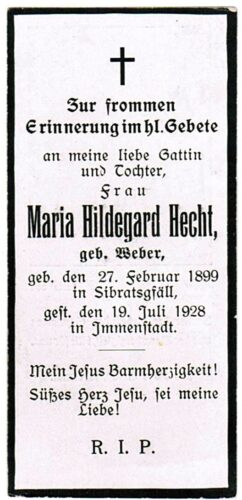 Zur frommen
Erinnerung im hl. Gebete
an meine liebe Gattin
und Tochter,
Frau
Maria Hildegard Hecht,
geb. Weber,
geb. den 27. Februar 1899
in Sibratsgfäll,
gest. den 19. Juli 1928
in Immenstadt.
Mein Jesus Barmherzigkeit!
Süßes Herz Jesu, sei meine
Liebe!
R. I. P.